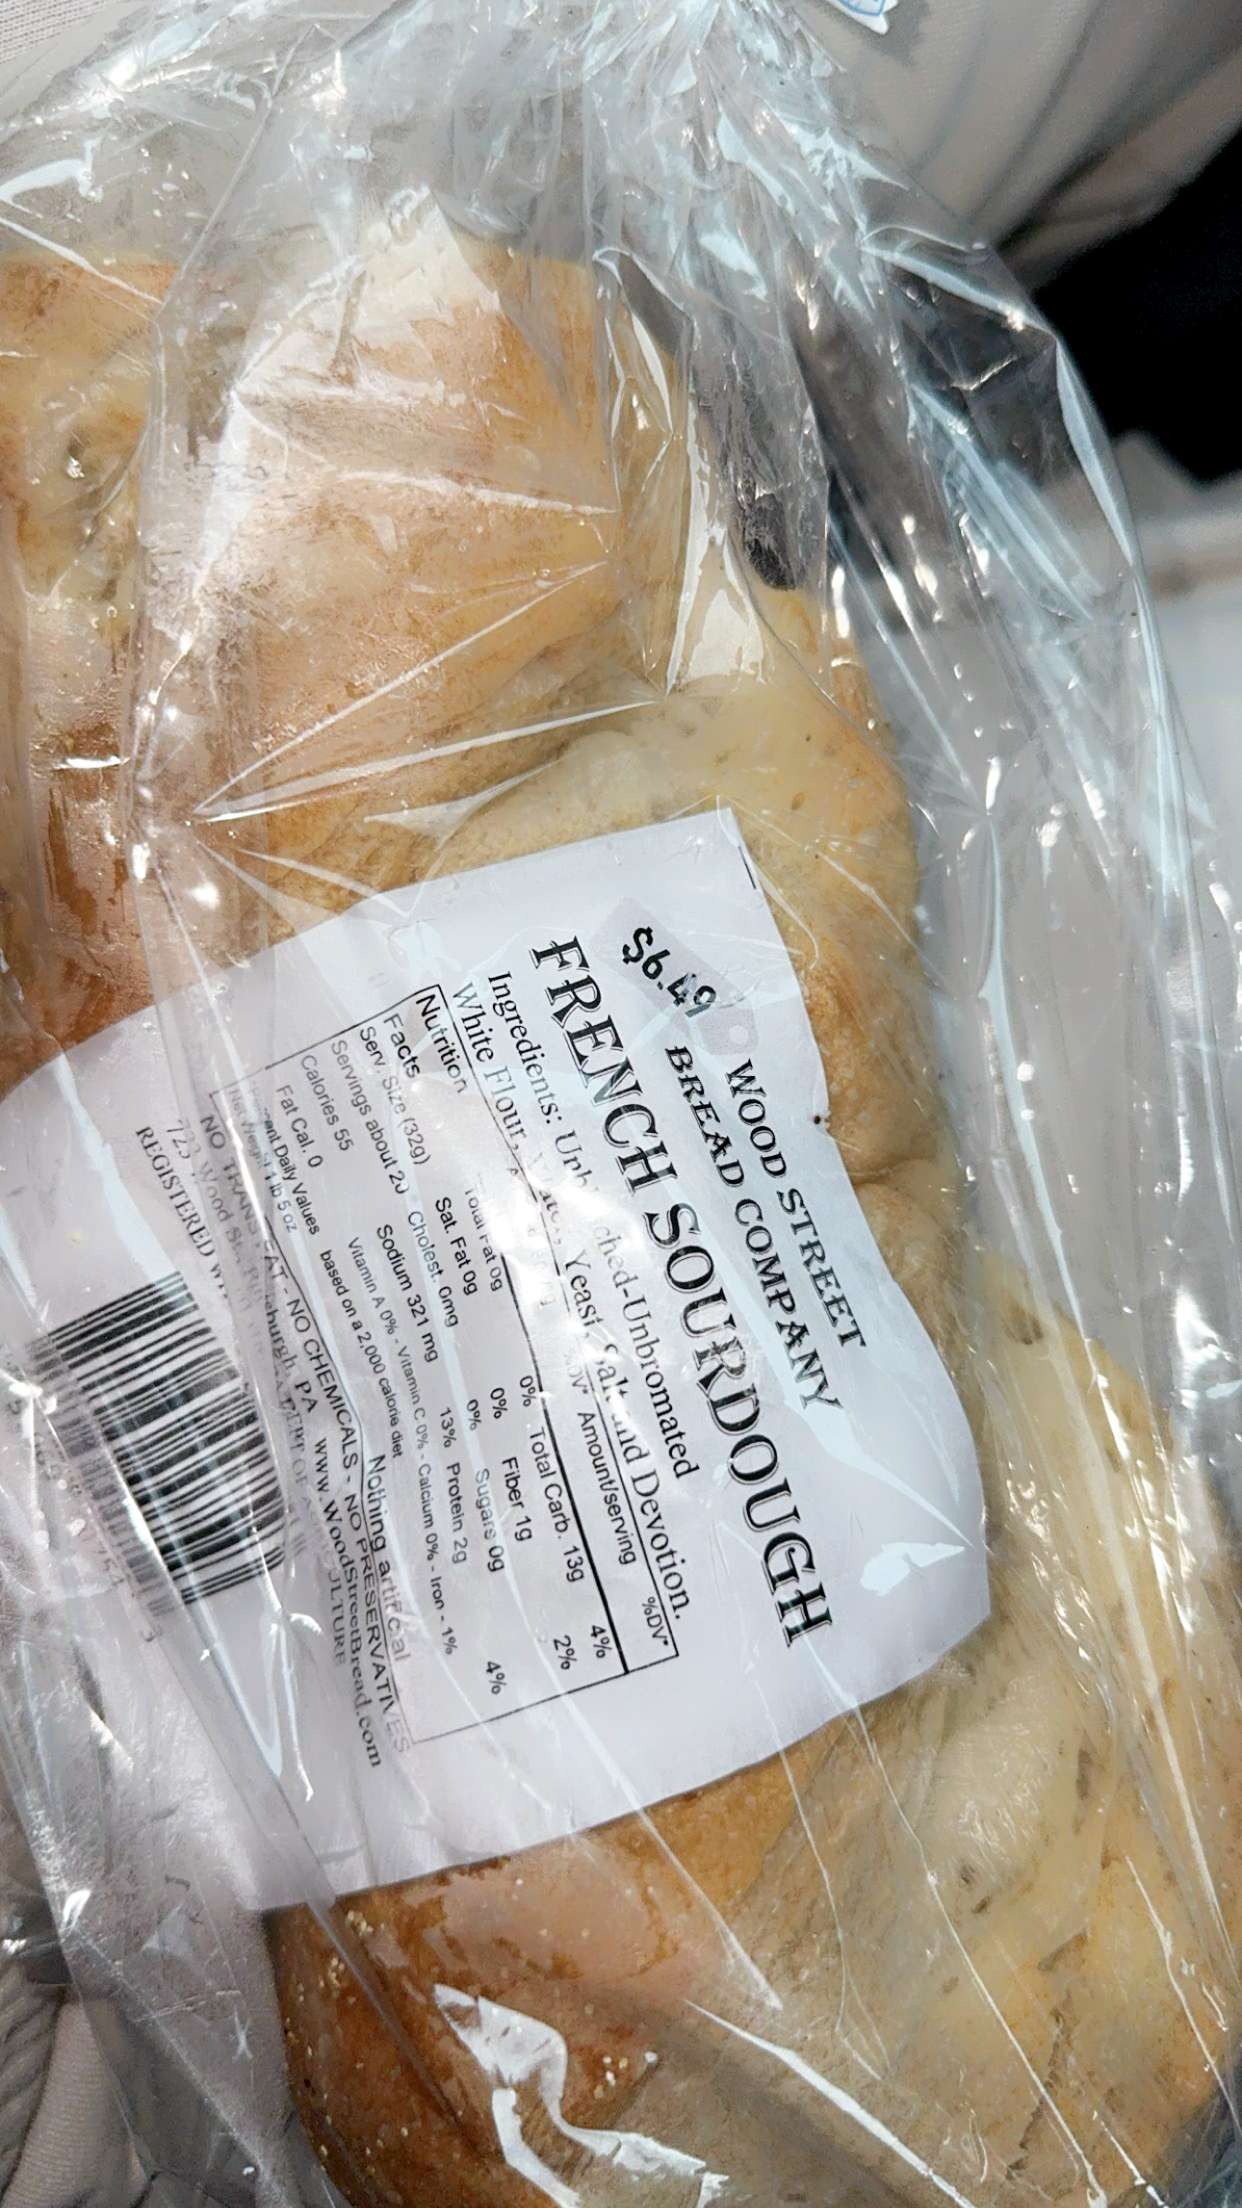 $6.49
WOOD STREET
BREAD COMPANY
FRENCH SOURDOUGH
Ingredients: Unbromated
White Flour, Yeast, Salt and Devotion.
Nutrition
Facts
Serv. Size (32g)
Servings about 20
Calories 55
Fat Cal. 0
Amount/serving %DV*
Total Fat 0g 0% Total Carb. 13g 4%
Sat. Fat 0g 0% Fiber 1g 2%
Cholest. 0mg 0% Sugars 0g
Sodium 321 mg 13% Protein 2g 4%
Vitamin A 0% - Vitamin C 0% - Calcium 0% - Iron - 1%
Daily Values based on a 2,000 calorie diet
Net Weight 1 lb 5 oz Nothing artificial
NO TRANS FAT - NO CHEMICALS - NO PRESERVATIVES
723 Wood St., PA www.WoodStreetBread.com
REGISTERED